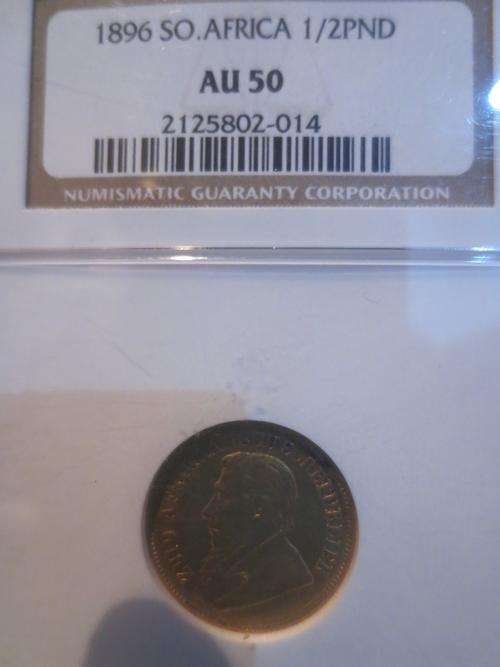 1896 SO.AFRICA 1/2PND
AU 50
2125802-014
NUMISMATIC GUARANTY CORPORATION